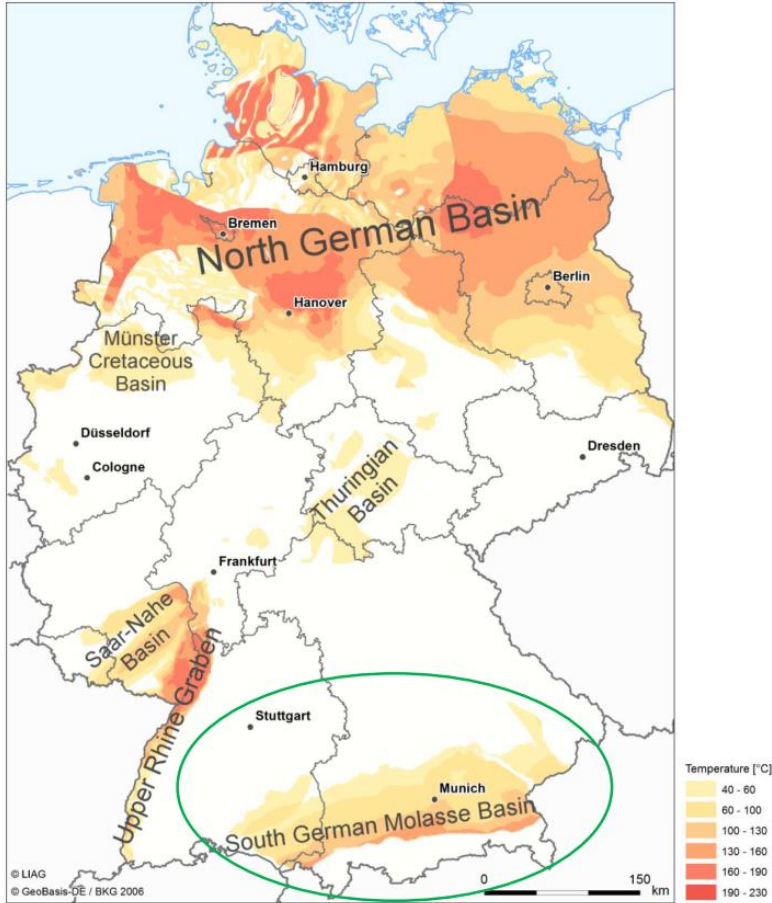 Hamburg
Bremen
North German Basin
Berlin
Hanover
Münster
Cretaceous
Basin
Düsseldorf
Cologne
Dresden
Thuringian
Basin
Frankfurt
Saar-Nahe
Basin
Upper Rhine Graben
Stuttgart
Munich
South German Molasse Basin
© LIAG
© GeoBasis-DE / BKG 2006
0 150
km
Temperature [°C]
40 - 60
60 - 100
100 - 130
130 - 160
160 - 190
190 - 230